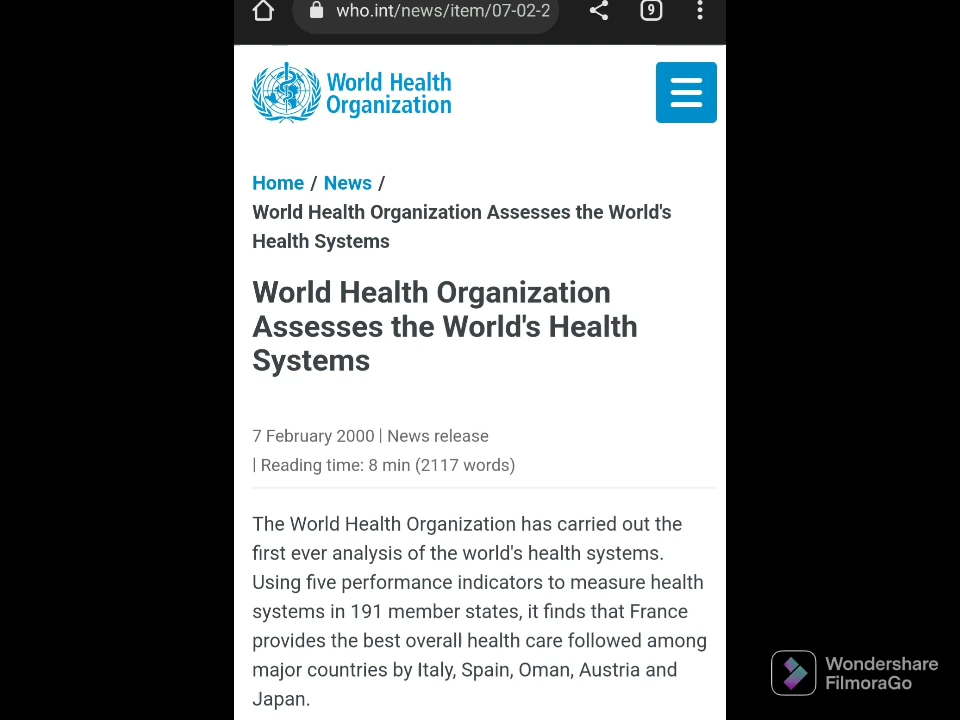 who.int/news/item/07-02-2
9
World Health
Organization
Home / News /
World Health Organization Assesses the World's
Health Systems
World Health Organization
Assesses the World's Health
Systems
7 February 2000 | News release
| Reading time: 8 min (2117 words)
The World Health Organization has carried out the
first ever analysis of the world's health systems.
Using five performance indicators to measure health
systems in 191 member states, it finds that France
provides the best overall health care followed among
major countries by Italy, Spain, Oman, Austria and
Japan.
Wondershare
FilmoraGo